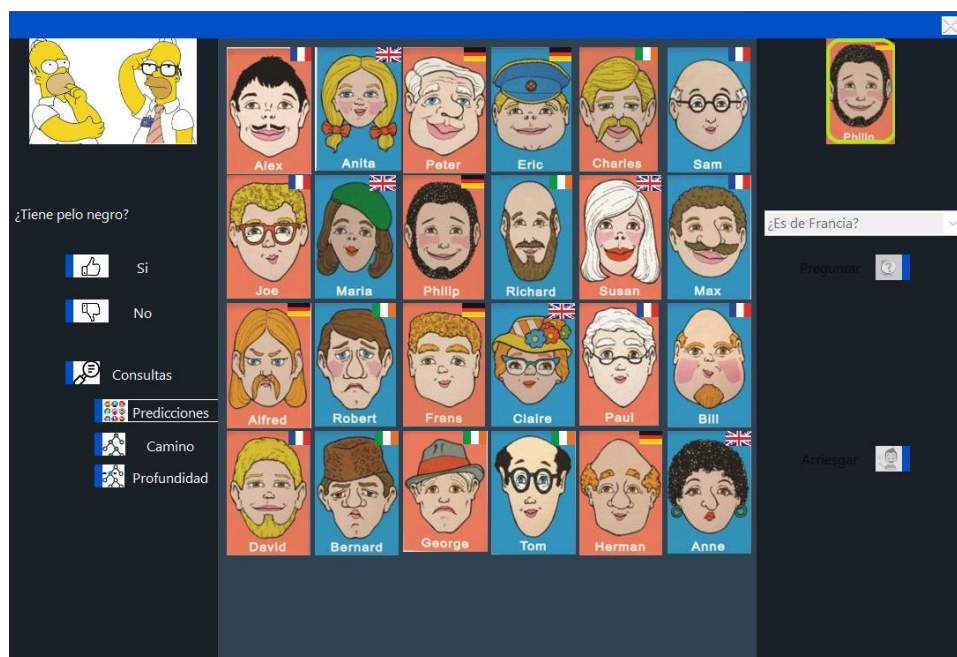 ¿Tiene pelo negro?
Si
No
Consultas
Predicciones
Camino
Profundidad
Alex
Anita
Peter
Eric
Charles
Sam
Joe
Maria
Philip
Richard
Susan
Max
Alfred
Robert
Frans
Claire
Paul
Bill
David
Bernard
George
Tom
Herman
Anne
Philip
¿Es de Francia?
Preguntar
Arriesgar